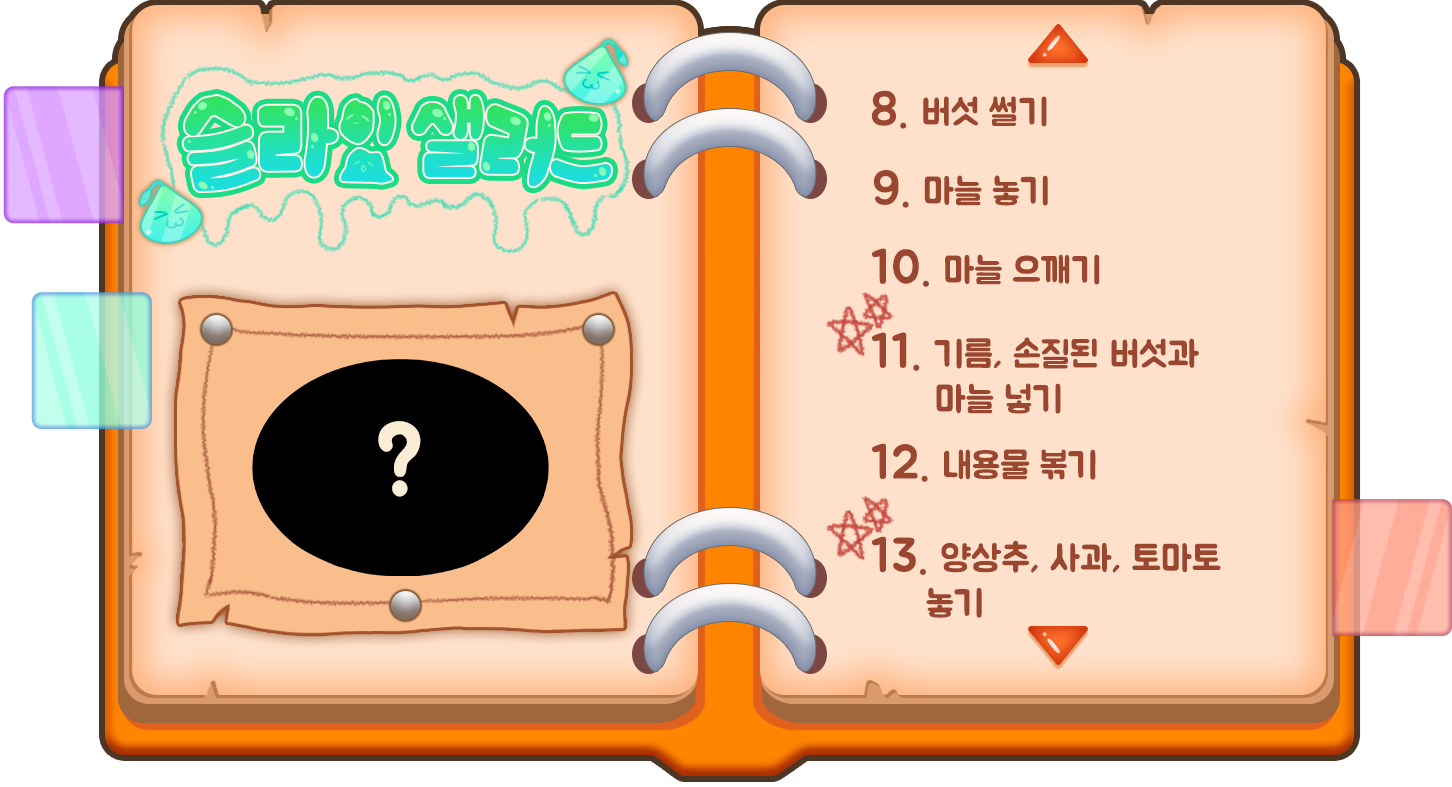 슬라임 샐러드
?
8. 버섯 썰기
9. 마늘 놓기
10. 마늘 으깨기
11. 기름, 손질된 버섯과
마늘 넣기
12. 내용물 볶기
13. 양상추, 사과, 토마토
놓기